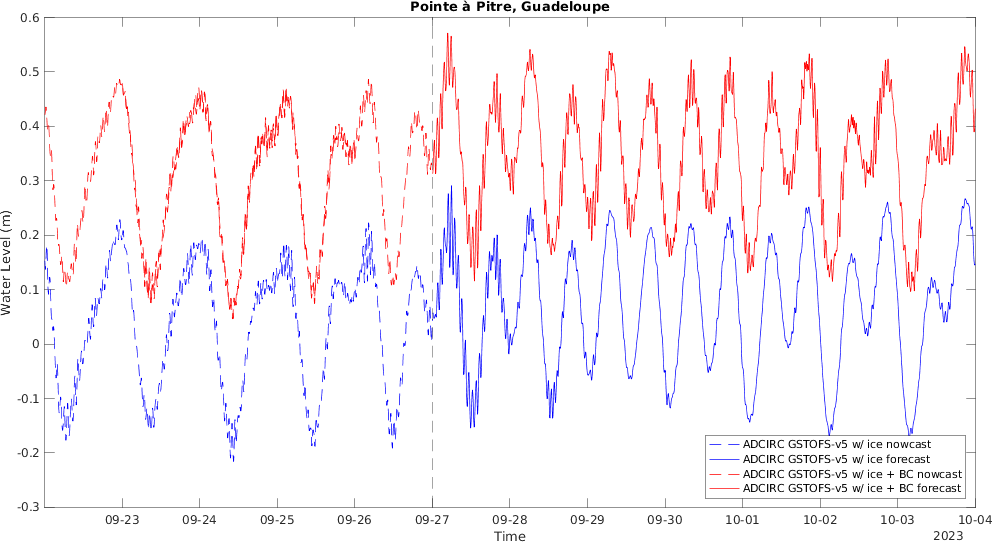 Pointe à Pitre, Guadeloupe
0.6
0.5
0.4
0.3
0.2
0.1
0
-0.1
-0.2
-0.3
Water Level (m)
ADCIRC GSTOFS-v5 w/ ice nowcast
ADCIRC GSTOFS-v5 w/ ice forecast
ADCIRC GSTOFS-v5 w/ ice + BC nowcast
ADCIRC GSTOFS-v5 w/ ice + BC forecast
09-23 09-24 09-25 09-26 09-27 09-28 09-29 09-30 10-01 10-02 10-03 10-04
Time
2023